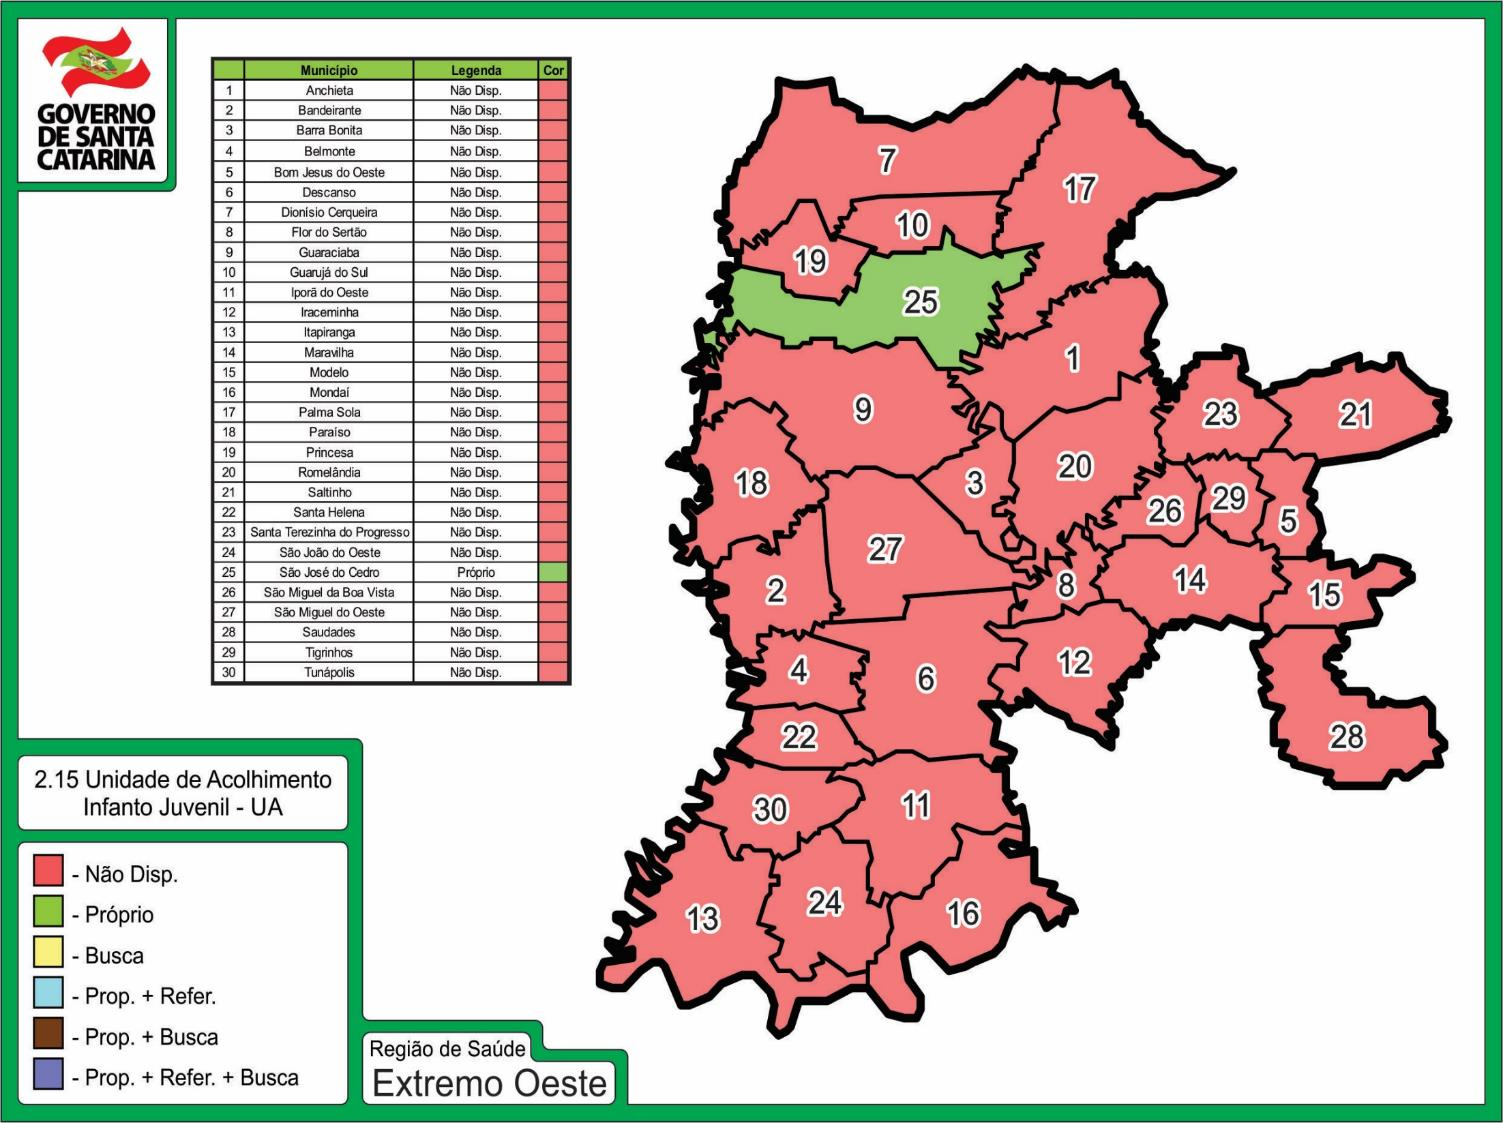 GOVERNO
DE SANTA
CATARINA
Município Legenda Cor
1 Anchieta Não Disp.
2 Bandeirante Não Disp.
3 Barra Bonita Não Disp.
4 Belmonte Não Disp.
5 Bom Jesus do Oeste Não Disp.
6 Descanso Não Disp.
7 Dionísio Cerqueira Não Disp.
8 Flor do Sertão Não Disp.
9 Guaraciaba Não Disp.
10 Guarujá do Sul Não Disp.
11 Iporã do Oeste Não Disp.
12 Iraceminha Não Disp.
13 Itapiranga Não Disp.
14 Maravilha Não Disp.
15 Modelo Não Disp.
16 Mondaí Não Disp.
17 Palma Sola Não Disp.
18 Paraíso Não Disp.
19 Princesa Não Disp.
20 Romelândia Não Disp.
21 Saltinho Não Disp.
22 Santa Helena Não Disp.
23 Santa Terezinha do Progresso Não Disp.
24 São João do Oeste Não Disp.
25 São José do Cedro Próprio
26 São Miguel da Boa Vista Não Disp.
27 São Miguel do Oeste Não Disp.
28 Saudades Não Disp.
29 Tigrinhos Não Disp.
30 Tunápolis Não Disp.
7
17
10
19
25
1
9
23
21
20
18
3
26
29
5
27
2
8
14
15
4
6
12
22
28
30
11
13
24
16
2.15 Unidade de Acolhimento
Infanto Juvenil - UA
- Não Disp.
- Próprio
- Busca
- Prop. + Refer.
- Prop. + Busca
- Prop. + Refer. + Busca
Região de Saúde
Extremo Oeste